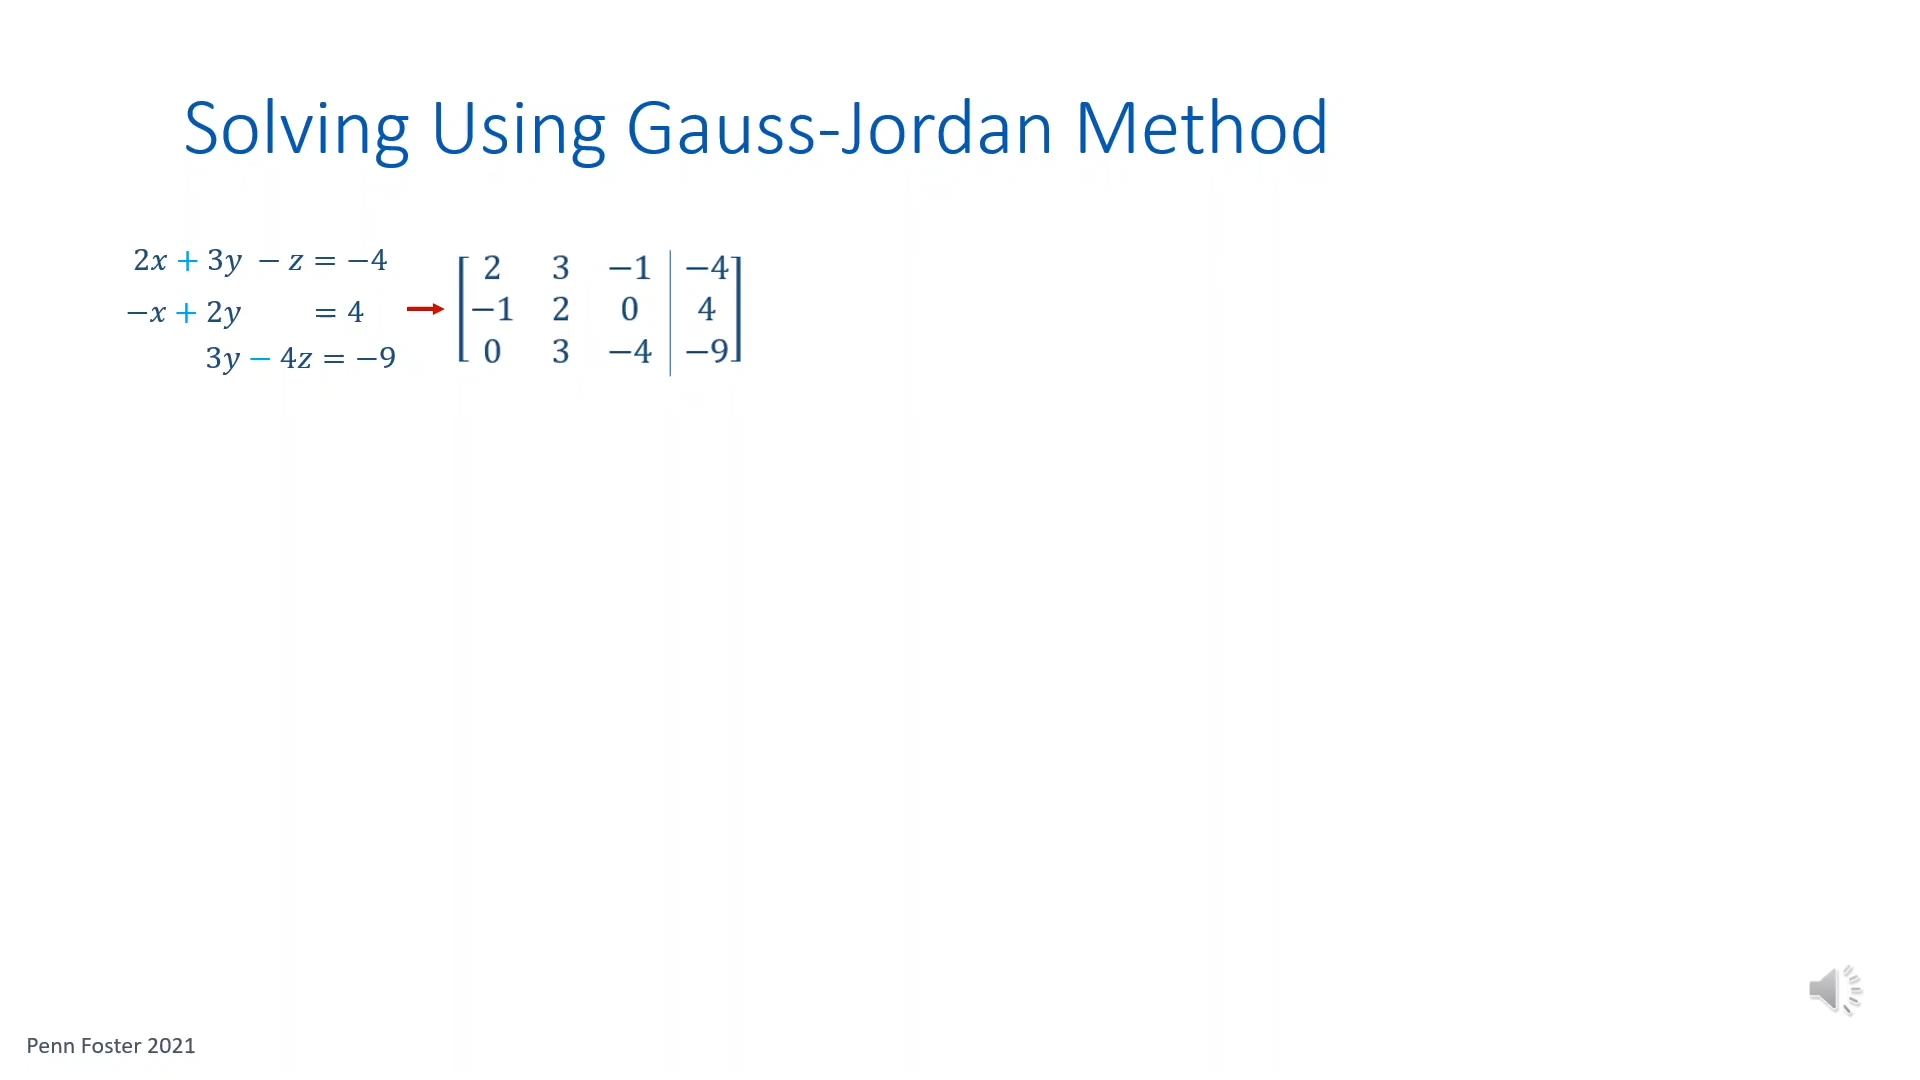 Solving Using Gauss-Jordan Method
2x + 3y − z = −4
−x + 2y = 4
3y − 4z = −9
2 3 −1 −4
−1 2 0 4
0 3 −4 −9
Penn Foster 2021